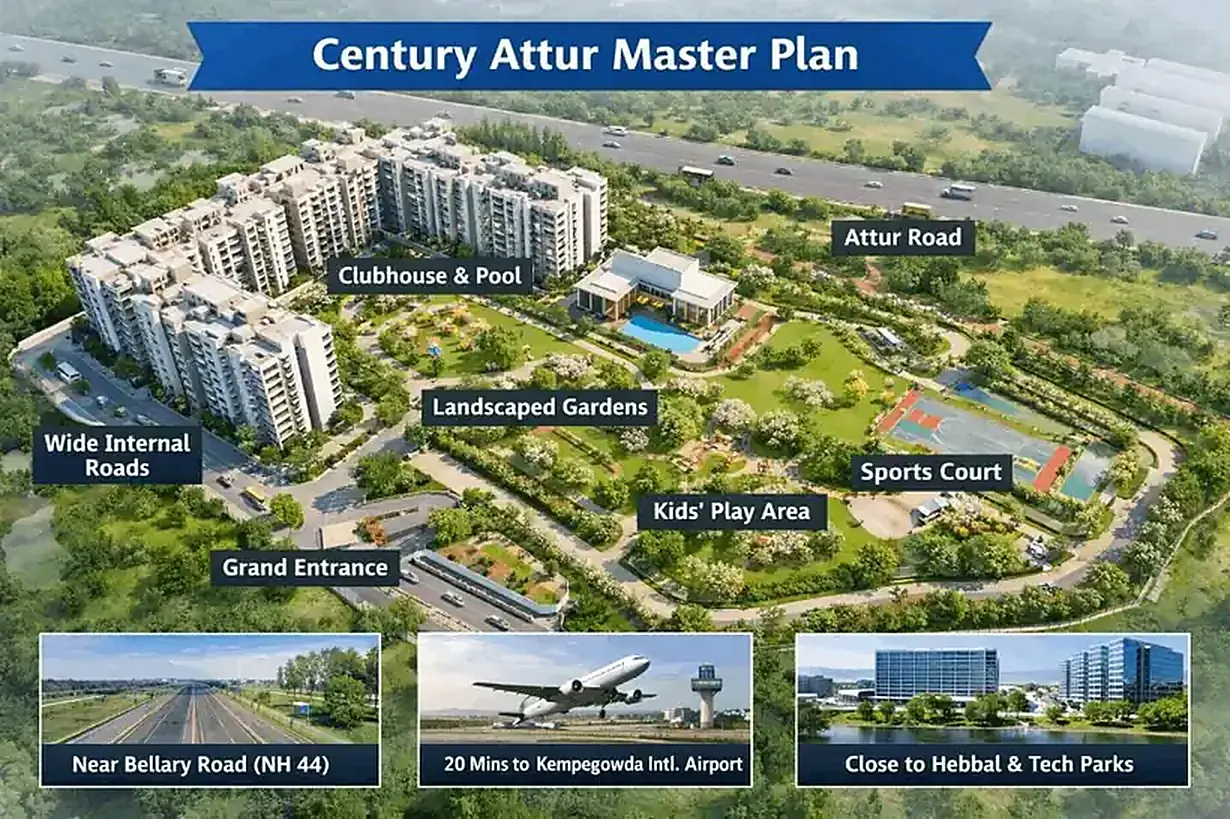 Century Attur Master Plan
Attur Road
Clubhouse & Pool
Landscaped Gardens
Wide Internal
Roads
Sports Court
Kids' Play Area
Grand Entrance
Near Bellary Road (NH 44)
20 Mins to Kempegowda Intl. Airport
Close to Hebbal & Tech Parks